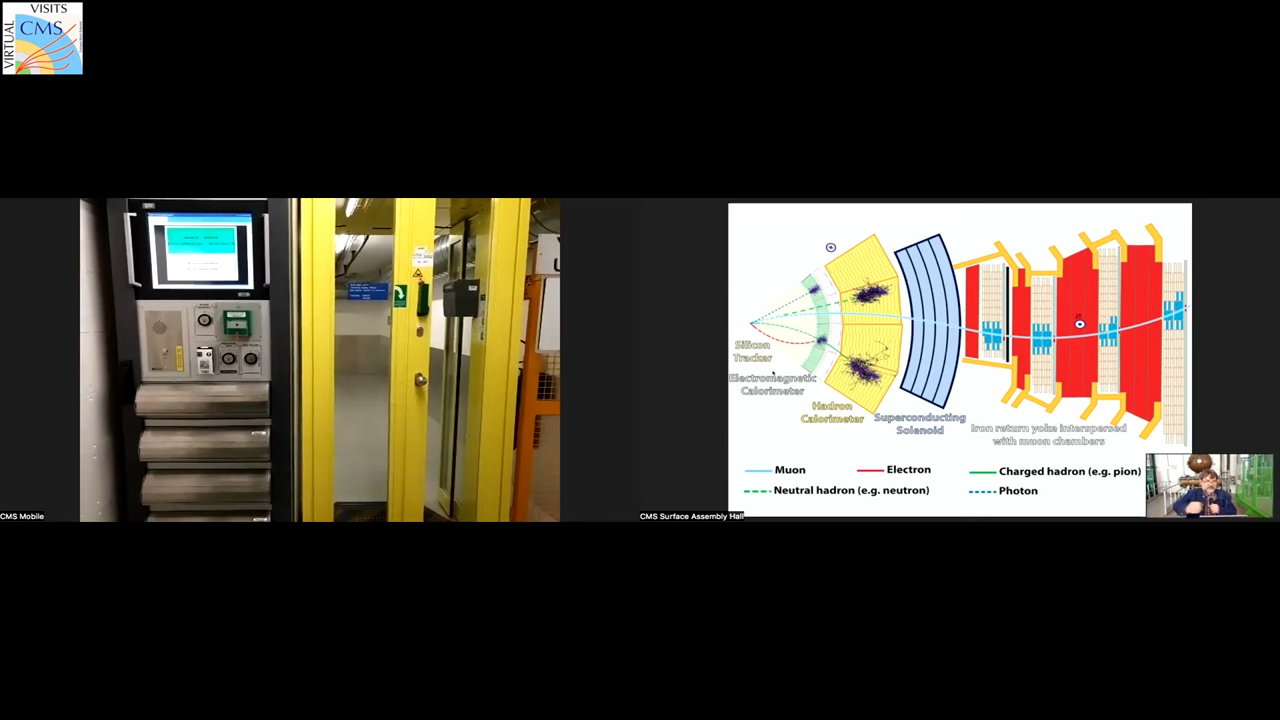 VISITS
CMS
VIRTUAL
Silicon
Tracker
Electromagnetic
Calorimeter
Hadron
Calorimeter
Superconducting
Solenoid
Iron return yoke interspersed
with muon chambers
Muon
Electron
Charged hadron (e.g. pion)
Neutral hadron (e.g. neutron)
Photon
CMS Mobile
CMS Surface Assembly Hall